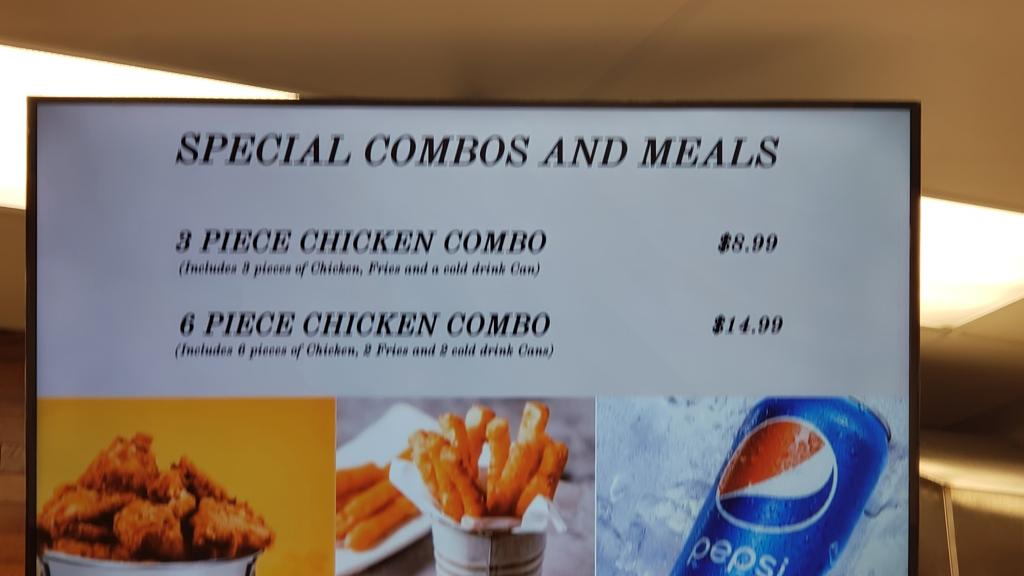 SPECIAL COMBOS AND MEALS
3 PIECE CHICKEN COMBO $8.99
(Includes 3 pieces of Chicken, Fries and a cold drink Can)
6 PIECE CHICKEN COMBO $14.99
(Includes 6 pieces of Chicken, 2 Fries and 2 cold drink Cans)
pepsi